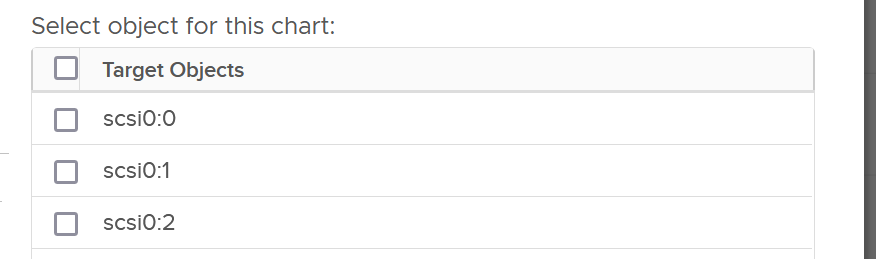 Select object for this chart:
Target Objects
scsi0:0
scsi0:1
scsi0:2